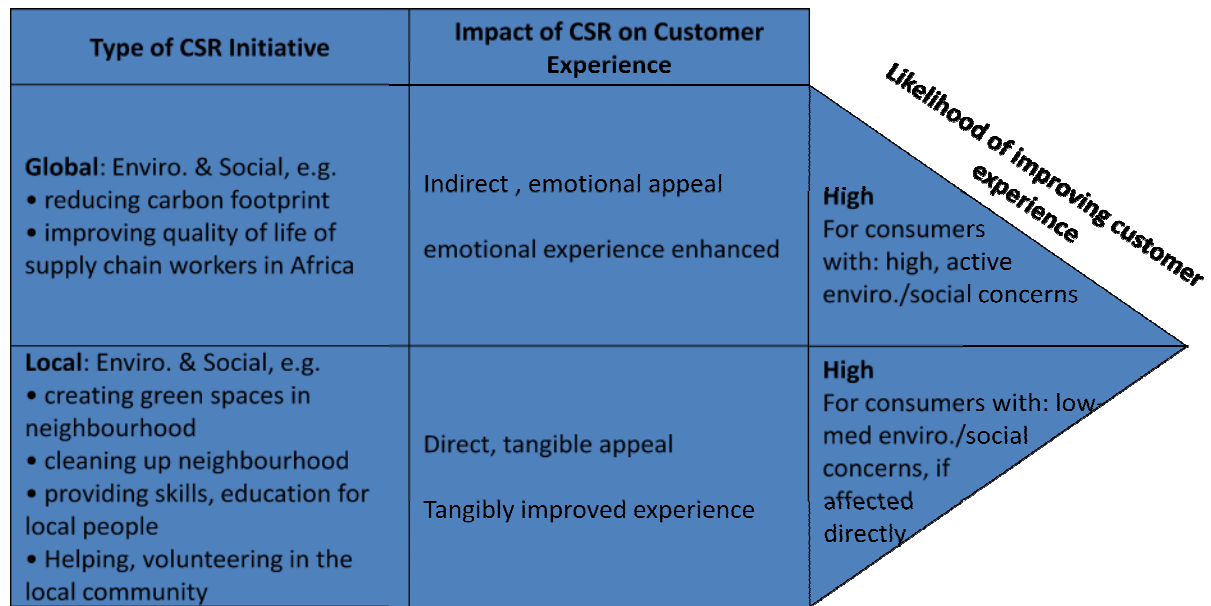 Type of CSR Initiative
Impact of CSR on Customer
Experience
Likelihood of improving customer
experience
Global: Enviro. & Social, e.g.
• reducing carbon footprint
• improving quality of life of
supply chain workers in Africa
Indirect , emotional appeal
emotional experience enhanced
High
For consumers
with: high, active
enviro./social concerns
Local: Enviro. & Social, e.g.
• creating green spaces in
neighbourhood
• cleaning up neighbourhood
• providing skills, education for
local people
• Helping, volunteering in the
local community
Direct, tangible appeal
Tangibly improved experience
High
For consumers with: low-
med enviro./social
concerns, if
affected
directly